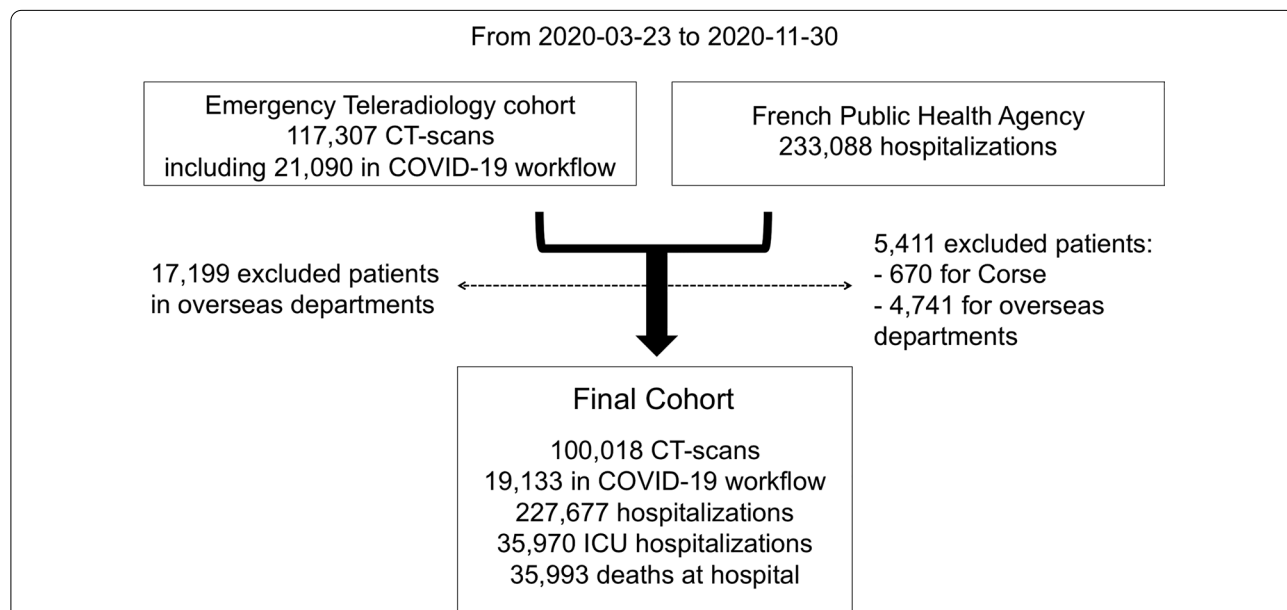 From 2020-03-23 to 2020-11-30
Emergency Teleradiology cohort
117,307 CT-scans
including 21,090 in COVID-19 workflow
French Public Health Agency
233,088 hospitalizations
17,199 excluded patients
in overseas departments
5,411 excluded patients:
- 670 for Corse
- 4,741 for overseas
departments
Final Cohort
100,018 CT-scans
19,133 in COVID-19 workflow
227,677 hospitalizations
35,970 ICU hospitalizations
35,993 deaths at hospital